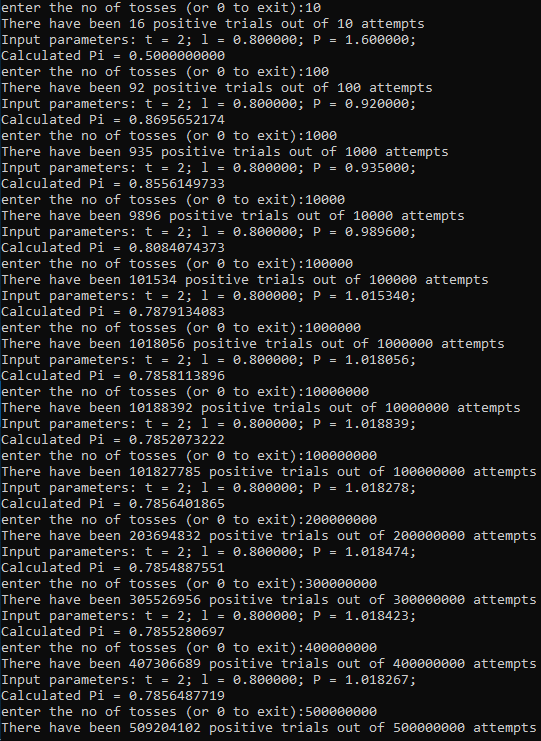 enter the no of tosses (or 0 to exit):10
There have been 16 positive trials out of 10 attempts
Input parameters: t = 2; l = 0.800000; P = 1.600000;
Calculated Pi = 0.5000000000
enter the no of tosses (or 0 to exit):100
There have been 92 positive trials out of 100 attempts
Input parameters: t = 2; l = 0.800000; P = 0.920000;
Calculated Pi = 0.8695652174
enter the no of tosses (or 0 to exit):1000
There have been 935 positive trials out of 1000 attempts
Input parameters: t = 2; l = 0.800000; P = 0.935000;
Calculated Pi = 0.8556149733
enter the no of tosses (or 0 to exit):10000
There have been 9896 positive trials out of 10000 attempts
Input parameters: t = 2; l = 0.800000; P = 0.989600;
Calculated Pi = 0.8084074373
enter the no of tosses (or 0 to exit):100000
There have been 101534 positive trials out of 100000 attempts
Input parameters: t = 2; l = 0.800000; P = 1.015340;
Calculated Pi = 0.7879134083
enter the no of tosses (or 0 to exit):1000000
There have been 1018056 positive trials out of 1000000 attempts
Input parameters: t = 2; l = 0.800000; P = 1.018056;
Calculated Pi = 0.7858113896
enter the no of tosses (or 0 to exit):10000000
There have been 10188392 positive trials out of 10000000 attempts
Input parameters: t = 2; l = 0.800000; P = 1.018839;
Calculated Pi = 0.7852073222
enter the no of tosses (or 0 to exit):100000000
There have been 101827785 positive trials out of 100000000 attempts
Input parameters: t = 2; l = 0.800000; P = 1.018278;
Calculated Pi = 0.7856401865
enter the no of tosses (or 0 to exit):200000000
There have been 203694832 positive trials out of 200000000 attempts
Input parameters: t = 2; l = 0.800000; P = 1.018474;
Calculated Pi = 0.7854887551
enter the no of tosses (or 0 to exit):300000000
There have been 305526956 positive trials out of 300000000 attempts
Input parameters: t = 2; l = 0.800000; P = 1.018423;
Calculated Pi = 0.7855280697
enter the no of tosses (or 0 to exit):400000000
There have been 407306689 positive trials out of 400000000 attempts
Input parameters: t = 2; l = 0.800000; P = 1.018267;
Calculated Pi = 0.7856487719
enter the no of tosses (or 0 to exit):500000000
There have been 509204102 positive trials out of 500000000 attempts